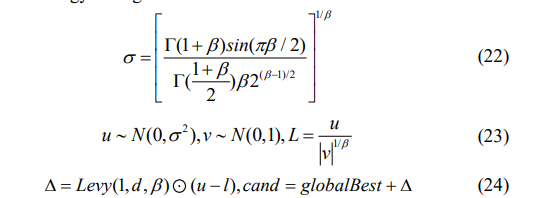 σ = [ Γ(1+β)sin(πβ / 2) / Γ((1+β)/2)β2^{(β−1)/2} ]^{1/β} (22)
u ~ N(0,σ²), v ~ N(0,1), L = u / |v|^{1/β} (23)
Δ = Levy(1,d,β) ⊙ (u − l), cand = globalBest + Δ (24)